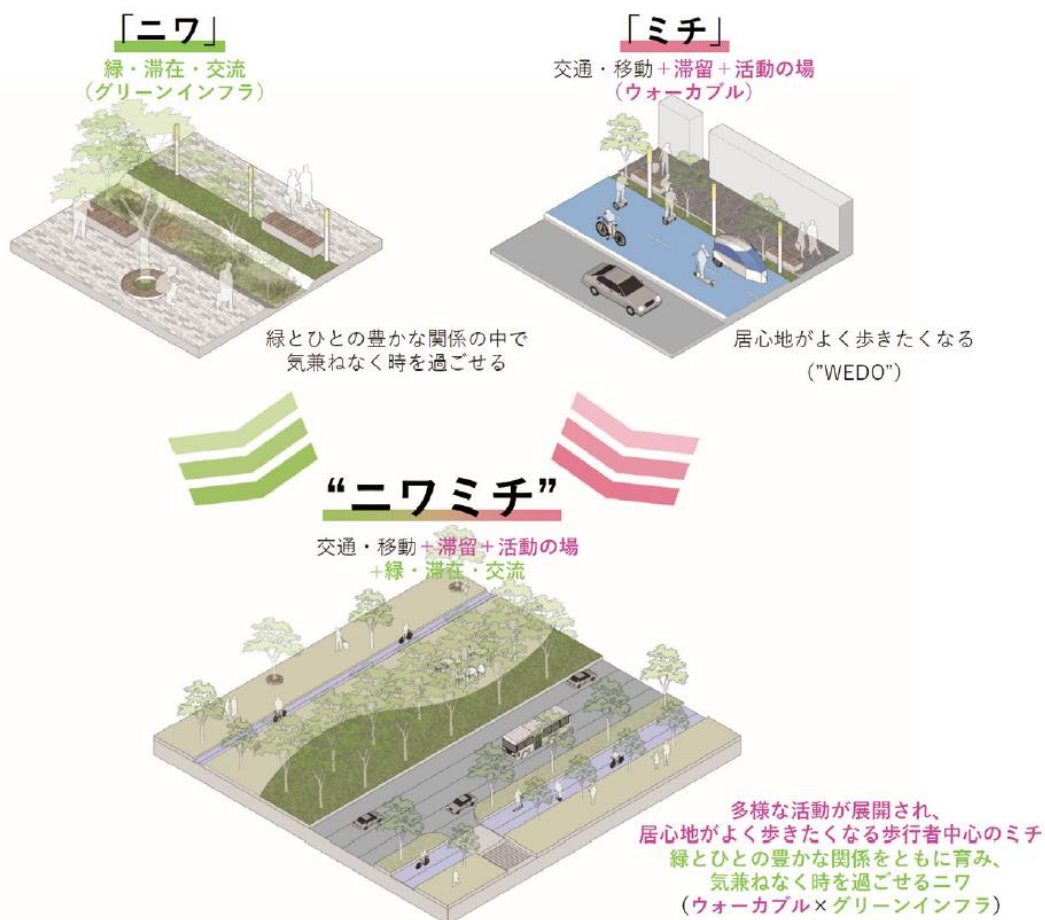 「ニワ」
緑・滞在・交流
(グリーンインフラ)
「ミチ」
交通・移動+滞留+活動の場
(ウォーカブル)
緑とひとの豊かな関係の中で
気兼ねなく時を過ごせる
居心地がよく歩きたくなる
("WEDO")
“ニワミチ”
交通・移動+滞留+活動の場
+緑・滞在・交流
多様な活動が展開され、
居心地がよく歩きたくなる歩行者中心のミチ
緑とひとの豊かな関係をともに育み、
気兼ねなく時を過ごせるニワ
(ウォーカブル×グリーンインフラ)